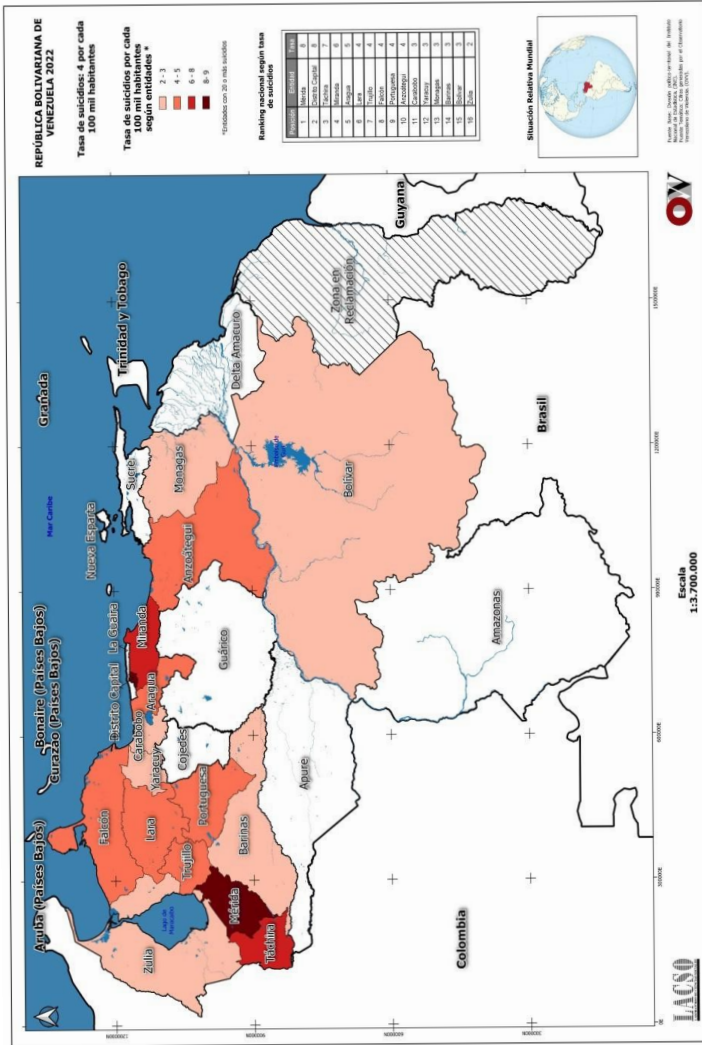 REPÚBLICA BOLIVARIANA DE
VENEZUELA 2022
Tasa de suicidios: 4 por cada
100 mil habitantes
Tasa de suicidios por cada
100 mil habitantes
según entidades *
2 - 3
4 - 5
6 - 8
8- 9
*Entidades con 20 o más suicidios
Ranking nacional según tasa
de suicidios
Posición Entidad Tasa
1 Mérida 8
2 Distrito Capital 8
3 Táchira 7
4 Miranda 6
5 Aragua 5
6 Lara 4
7 Trujillo 4
8 Falcón 4
9 Portuguesa 4
10 Anzoátegui 4
11 Carabobo 3
12 Yaracuy 3
13 Monagas 3
14 Barinas 3
15 Bolívar 3
16 Zulia 2
Situación Relativa Mundial
Aruba (Países Bajos)
Bonaire (Países Bajos)
Curazao (Países Bajos)
Mar Caribe
Granada
Trinidad y Tobago
Nueva Esparta
Distrito Capital
La Guaira
Falcón
Lara
Zulia
Lago de
Maracaibo
Trujillo
Mérida
Táchira
Barinas
Portuguesa
Yaracuy
Carabobo
Cojedes
Aragua
Miranda
Guárico
Apure
Anzoátegui
Sucre
Monagas
Delta Amacuro
Bolívar
Amazonas
Zona en
Reclamación
Guyana
Brasil
Colombia
Escala
1:3.700.000
LACSO
OVV